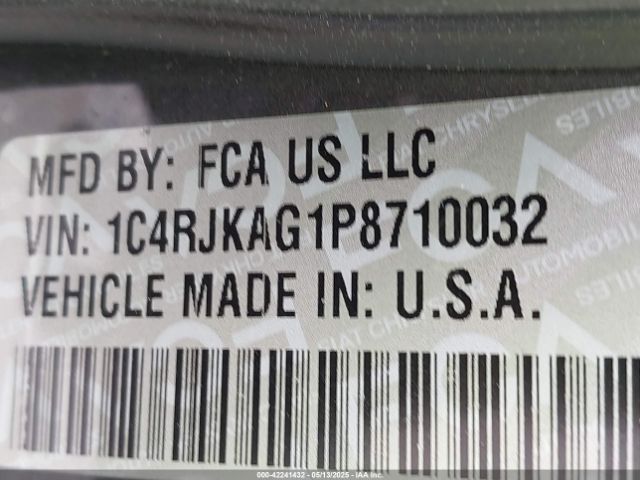 MFD BY: FCA US LLC
VIN: 1C4RJKAG1P8710032
VEHICLE MADE IN: U.S.A.
000-42241432 - 05/13/2025 - IAA Inc.